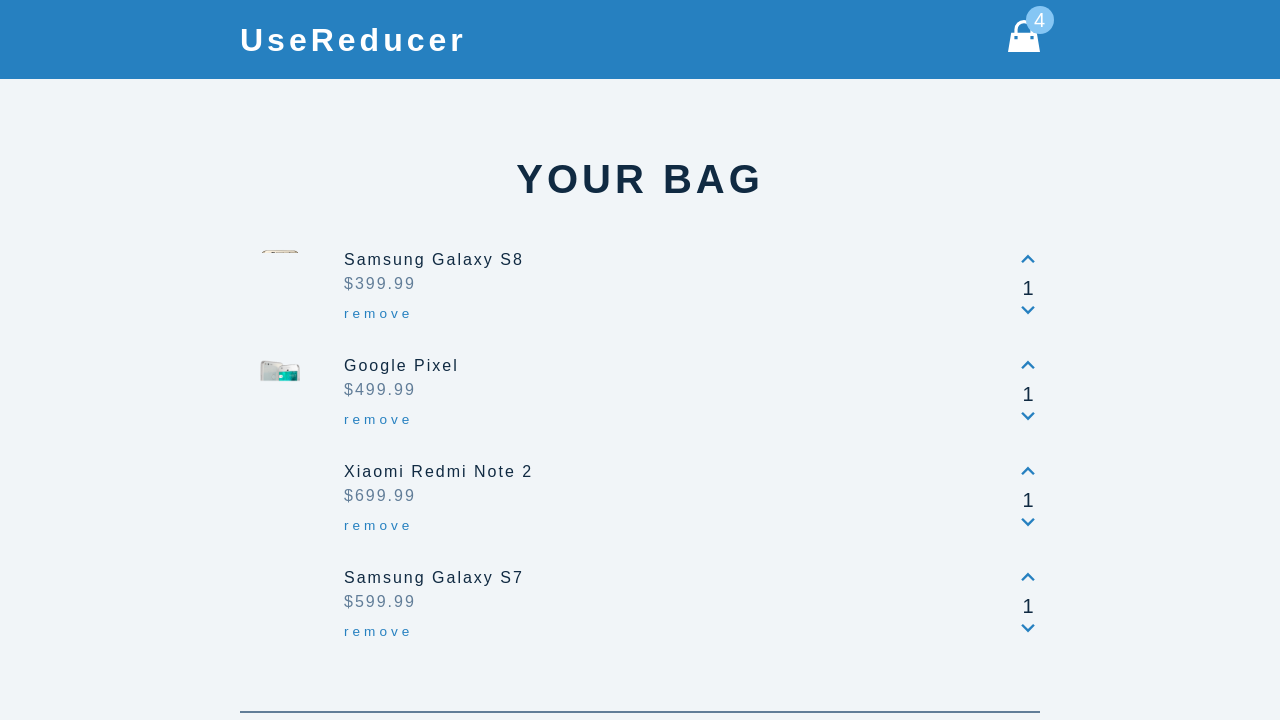 UseReducer
4
YOUR BAG
Samsung Galaxy S8
$399.99
remove
1
Google Pixel
$499.99
remove
1
Xiaomi Redmi Note 2
$699.99
remove
1
Samsung Galaxy S7
$599.99
remove
1